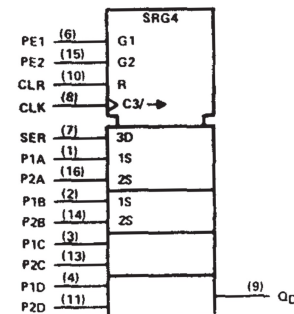 SRG4
PE1 (6) G1
PE2 (15) G2
CLR (10) R
CLK (8) C3/→
SER (7) 3D
P1A (1) 1S
P2A (16) 2S
P1B (2) 1S
P2B (14) 2S
P1C (3)
P2C (13)
P1D (4)
(9) QD
P2D (11)